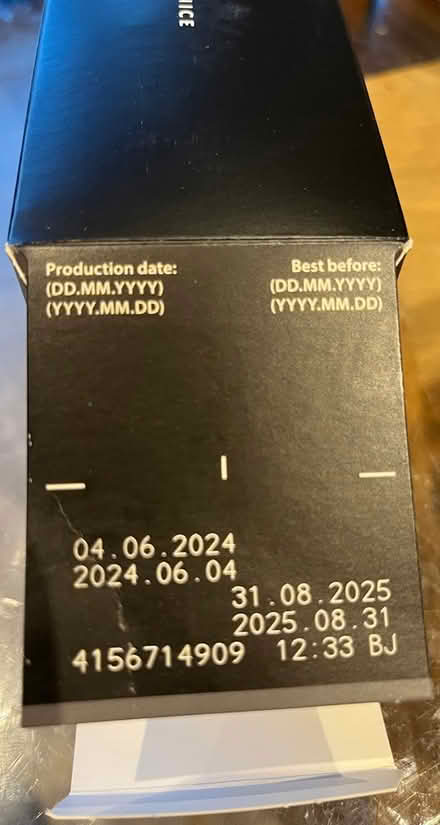 NICE
Production date:
(DD.MM.YYYY)
(YYYY.MM.DD)
Best before:
(DD.MM.YYYY)
(YYYY.MM.DD)
04.06.2024
2024.06.04
31.08.2025
2025.08.31
4156714909 12:33 BJ